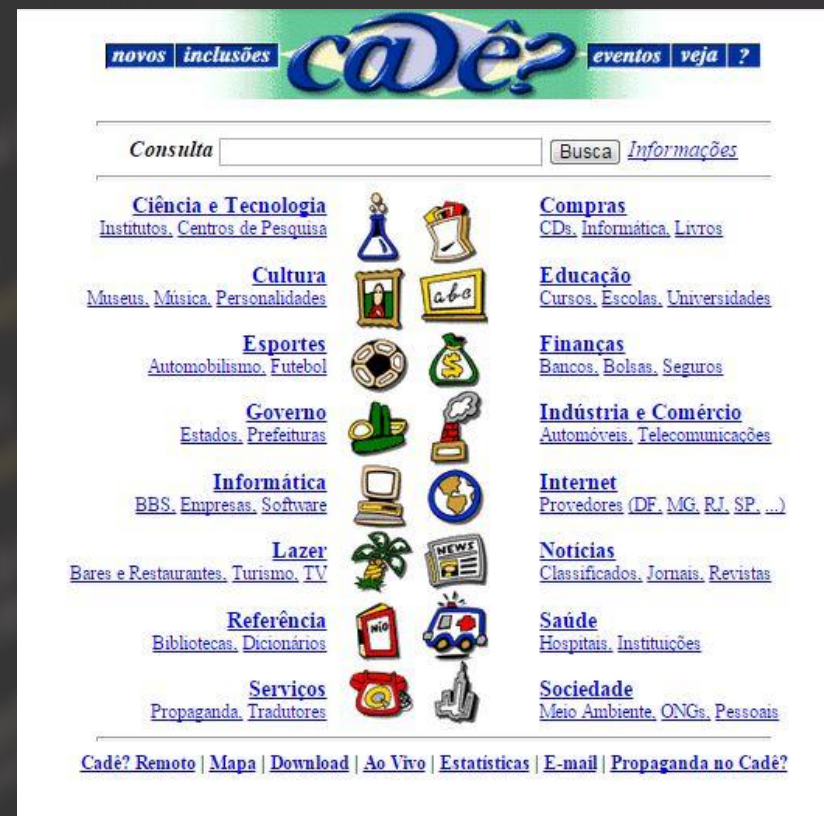 novos inclusões c@dê? eventos veja ?
Consulta Busca Informações
Ciência e Tecnologia
Institutos, Centros de Pesquisa
Compras
CDs, Informática, Livros
Cultura
Museus, Música, Personalidades
abc
Educação
Cursos, Escolas, Universidades
Esportes
Automobilismo, Futebol
$
Finanças
Bancos, Bolsas, Seguros
Governo
Estados, Prefeituras
Indústria e Comércio
Automóveis, Telecomunicações
Informática
BBS, Empresas, Software
Internet
Provedores (DF, MG, RJ, SP, ...)
Lazer
Bares e Restaurantes, Turismo, TV
NEWS
Notícias
Classificados, Jornais, Revistas
Referência
Bibliotecas, Dicionários
Saúde
Hospitais, Instituições
Serviços
Propaganda, Tradutores
Sociedade
Meio Ambiente, ONGs, Pessoais
Cadê? Remoto | Mapa | Download | Ao Vivo | Estatísticas | E-mail | Propaganda no Cadê?